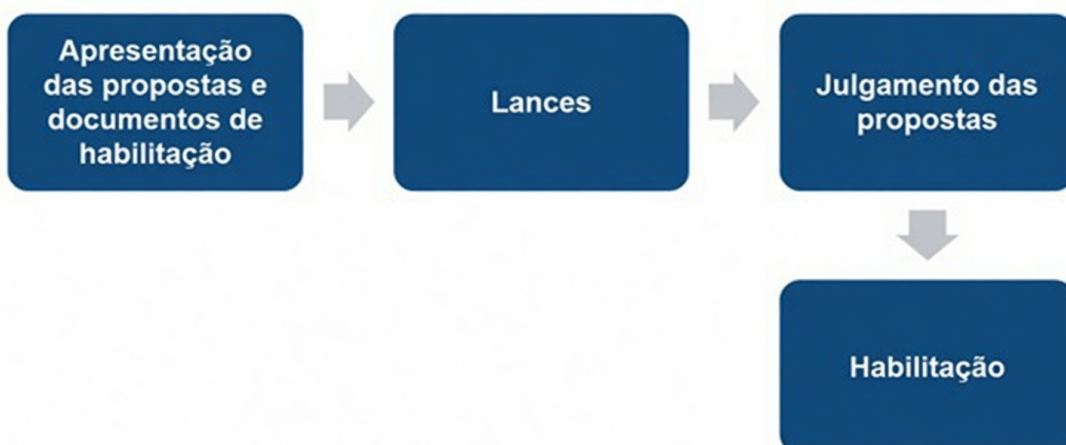 Apresentação
das propostas e
documentos de
habilitação
Lances
Julgamento das
propostas
Habilitação